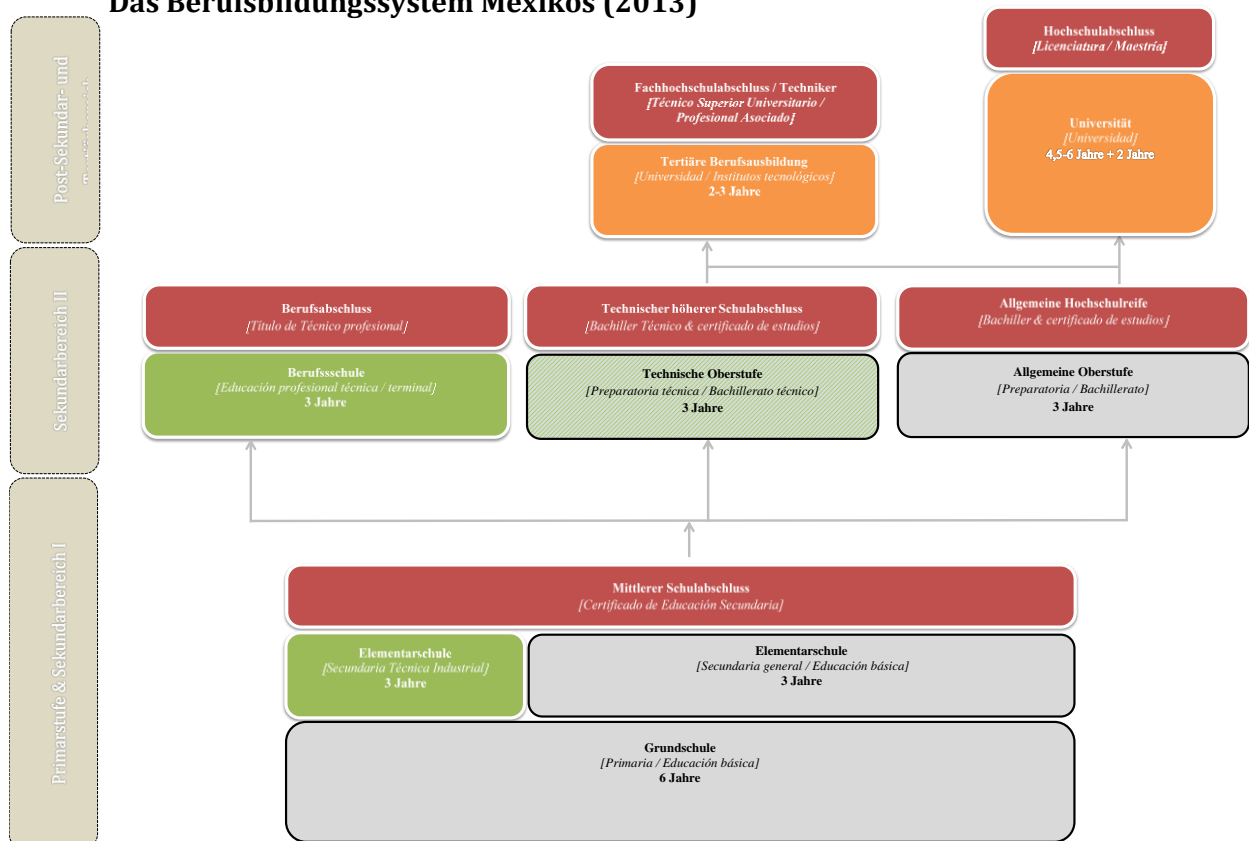 Das Berufsbildungssystem Mexikos (2013)
Post-Sekundar- und
Hochschulabschluss
[Licenciatura / Maestría]
Fachhochschulabschluss / Techniker
[Técnico Superior Universitario /
Profesional Asociado]
Universität
[Universidad]
4,5-6 Jahre + 2 Jahre
Tertiäre Berufsausbildung
[Universidad / Institutos tecnológicos]
2-3 Jahre
Sekundarbereich II
Berufsabschluss
[Título de Técnico profesional]
Technischer höherer Schulabschluss
[Bachiller Técnico & certificado de estudios]
Allgemeine Hochschulreife
[Bachiller & certificado de estudios]
Berufssschule
[Educación profesional técnica / terminal]
3 Jahre
Technische Oberstufe
[Preparatoria técnica / Bachillerato técnico]
3 Jahre
Allgemeine Oberstufe
[Preparatoria / Bachillerato]
3 Jahre
Primarstufe & Sekundarbereich I
Mittlerer Schulabschluss
[Certificado de Educación Secundaria]
Elementarschule
[Secundaria Técnica Industrial]
3 Jahre
Elementarschule
[Secundaria general / Educación básica]
3 Jahre
Grundschule
[Primaria / Educación básica]
6 Jahre